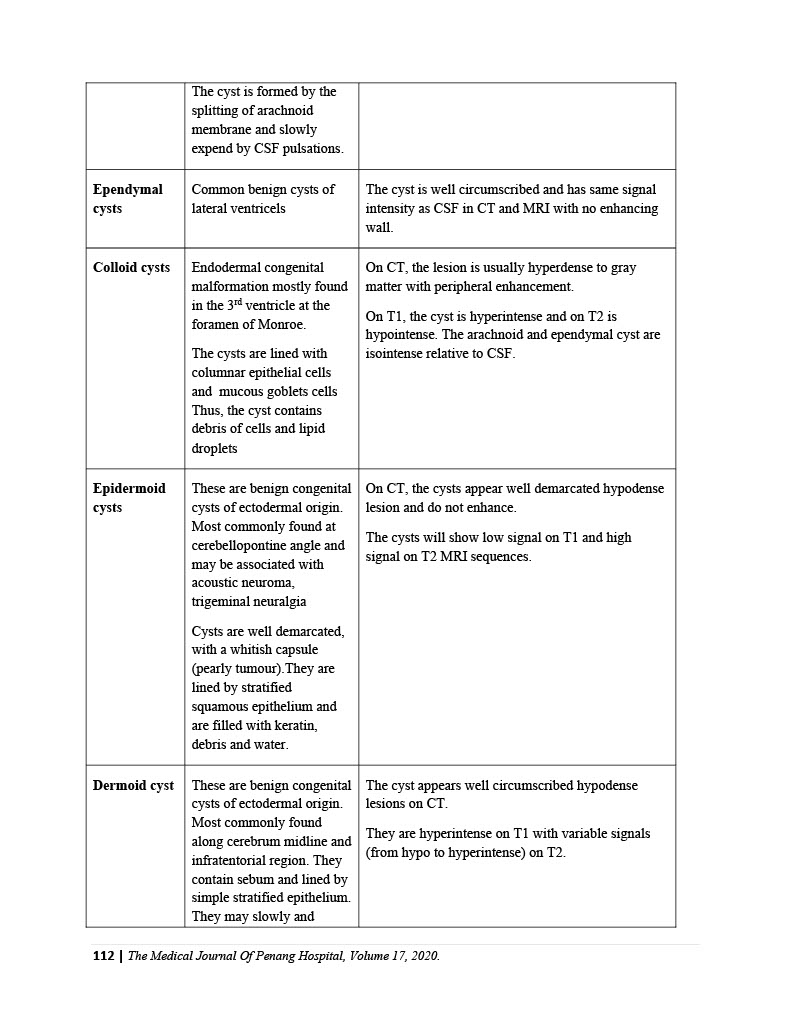 The cyst is formed by the
splitting of arachnoid
membrane and slowly
expend by CSF pulsations.
Ependymal
cysts
Common benign cysts of
lateral ventricels
The cyst is well circumscribed and has same signal
intensity as CSF in CT and MRI with no enhancing
wall.
Colloid cysts
Endodermal congenital
malformation mostly found
in the 3rd ventricle at the
foramen of Monroe.
The cysts are lined with
columnar epithelial cells
and mucous goblets cells
Thus, the cyst contains
debris of cells and lipid
droplets
On CT, the lesion is usually hyperdense to gray
matter with peripheral enhancement.
On T1, the cyst is hyperintense and on T2 is
hypointense. The arachnoid and ependymal cyst are
isointense relative to CSF.
Epidermoid
cysts
These are benign congenital
cysts of ectodermal origin.
Most commonly found at
cerebellopontine angle and
may be associated with
acoustic neuroma,
trigeminal neuralgia
Cysts are well demarcated,
with a whitish capsule
(pearly tumour).They are
lined by stratified
squamous epithelium and
are filled with keratin,
debris and water.
On CT, the cysts appear well demarcated hypodense
lesion and do not enhance.
The cysts will show low signal on T1 and high
signal on T2 MRI sequences.
Dermoid cyst
These are benign congenital
cysts of ectodermal origin.
Most commonly found
along cerebrum midline and
infratentorial region. They
contain sebum and lined by
simple stratified epithelium.
They may slowly and
The cyst appears well circumscribed hypodense
lesions on CT.
They are hyperintense on T1 with variable signals
(from hypo to hyperintense) on T2.
112 | The Medical Journal Of Penang Hospital, Volume 17, 2020.